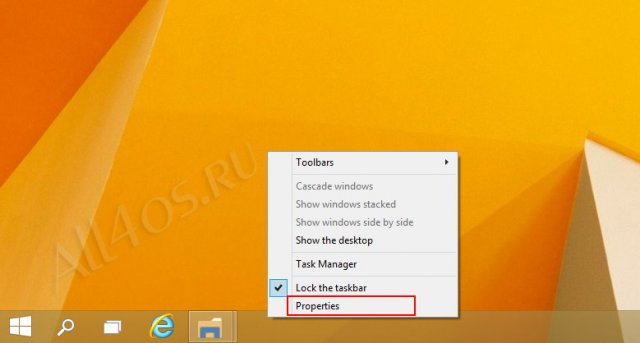 ALL4OS.RU
Toolbars
Cascade windows
Show windows stacked
Show windows side by side
Show the desktop
Task Manager
Lock the taskbar
Properties